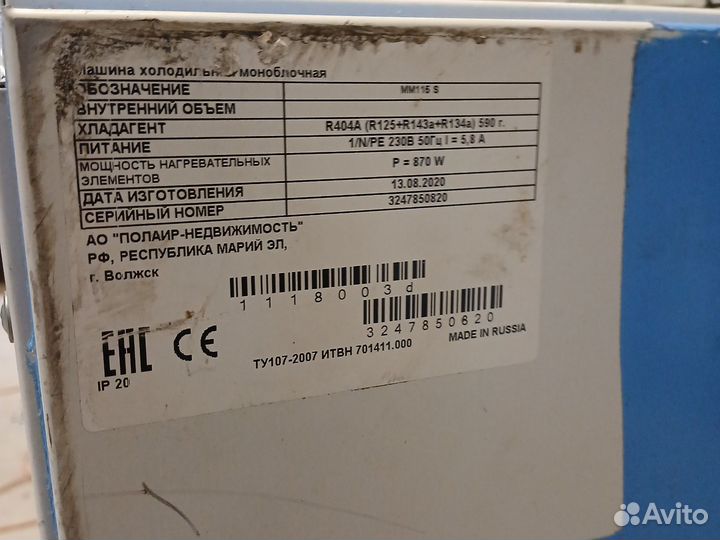 машина холодильная моноблочная
ОБОЗНАЧЕНИЕ MM115 S
ВНУТРЕННИЙ ОБЪЕМ
ХЛАДАГЕНТ R404A (R125+R143a+R134a) 590 г.
ПИТАНИЕ 1/N/PE 230В 50Гц I = 5,8 А
МОЩНОСТЬ НАГРЕВАТЕЛЬНЫХ ЭЛЕМЕНТОВ P = 870 W
ДАТА ИЗГОТОВЛЕНИЯ 13.08.2020
СЕРИЙНЫЙ НОМЕР 3247850820
АО "ПОЛАИР-НЕДВИЖИМОСТЬ"
РФ, РЕСПУБЛИКА МАРИЙ ЭЛ,
г. Волжск
1118003d
3247850820
EAC CE
ТУ107-2007 ИТВН 701411.000 MADE IN RUSSIA
IP 20
Avito